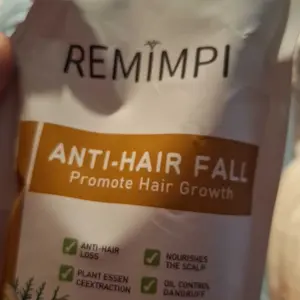 REMIMPI
ANTI-HAIR FALL
Promote Hair Growth
ANTI-HAIR
LOSS
NOURISHES
THE SCALP
PLANT ESSEN
CEEXTRACTION
OIL CONTROL
DANDRUFF